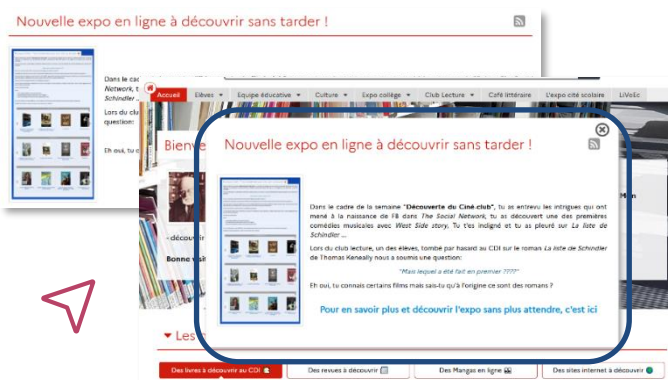 Nouvelle expo en ligne à découvrir sans tarder !
Dans le cad
Network, t
Schindler ..
Lors du clu
question:
Eh oui, tu c
Accueil Elèves Equipe éducative Culture Expo collège Club Lecture Café littéraire L'expo cité scolaire LiVoEc
Bienve
- découvrir
Bonne visit
Nouvelle expo en ligne à découvrir sans tarder !
Dans le cadre de la semaine "Découverte du Ciné-club", tu as entrevu les intrigues qui ont
mené à la naissance de FB dans The Social Network, tu as découvert une des premières
comédies musicales avec West Side story, Tu t'es indigné et tu as pleuré sur La liste de
Schindler ...
Lors du club lecture, un des élèves, tombé par hasard au CDI sur le roman La liste de Schindler
de Thomas Keneally nous a soumis une question:
"Mais lequel a été fait en premier ????"
Eh oui, tu connais certains films mais sais-tu qu'à l'origine ce sont des romans ?
Pour en savoir plus et découvrir l'expo sans plus attendre, c'est ici
Les
Des livres à découvrir au CDI Des revues à découvrir Des Mangas en ligne Des sites internet à découvrir